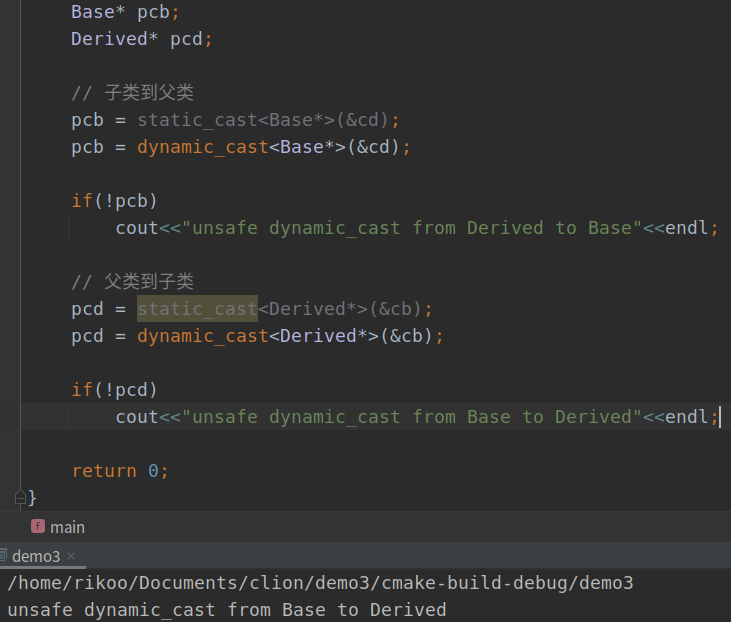 Base* pcb;
Derived* pcd;
// 子类到父类
pcb = static_cast<Base*>(&cd);
pcb = dynamic_cast<Base*>(&cd);
if(!pcb)
cout<<"unsafe dynamic_cast from Derived to Base"<<endl;
// 父类到子类
pcd = static_cast<Derived*>(&cb);
pcd = dynamic_cast<Derived*>(&cb);
if(!pcd)
cout<<"unsafe dynamic_cast from Base to Derived"<<endl;
return 0;
}
f main
demo3 ×
/home/rikoo/Documents/clion/demo3/cmake-build-debug/demo3
unsafe dynamic_cast from Base to Derived